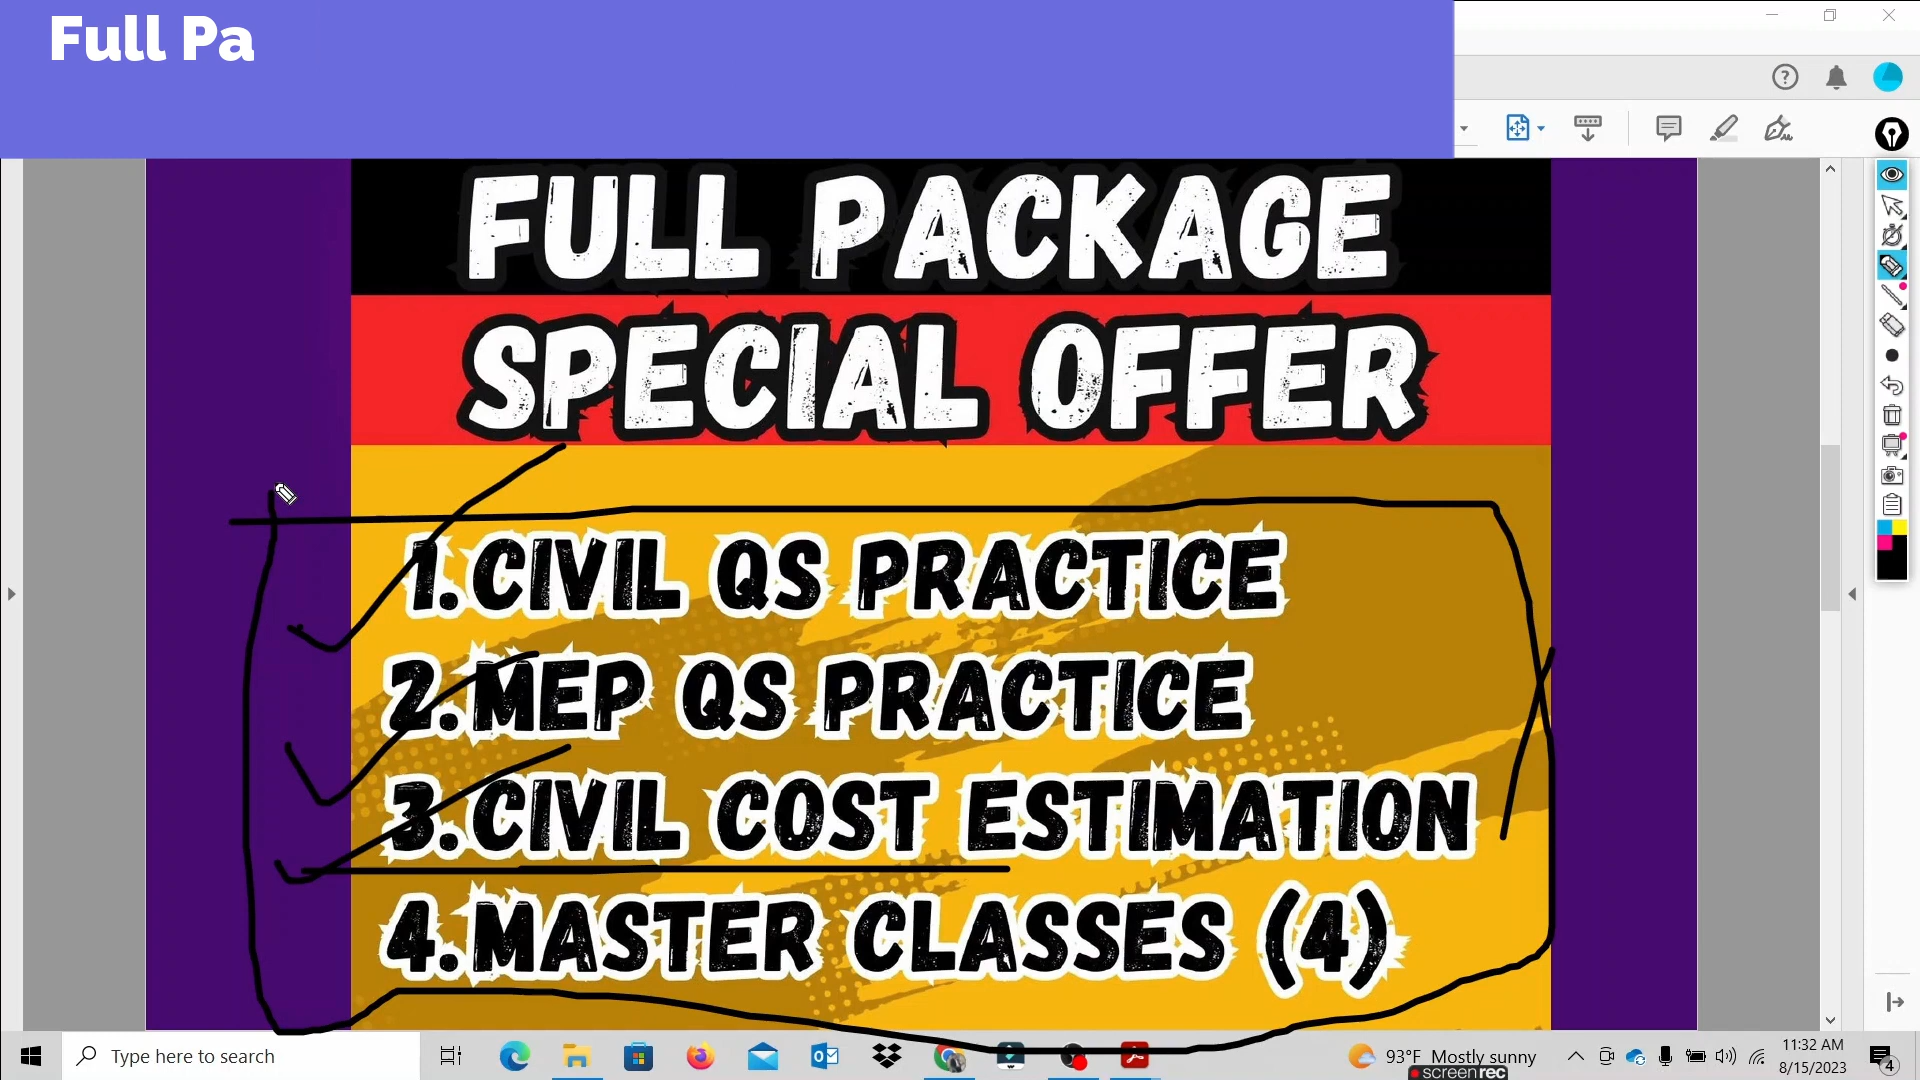 Full Pa
FULL PACKAGE
SPECIAL OFFER
1.CIVIL QS PRACTICE
2.MEP QS PRACTICE
3.CIVIL COST ESTIMATION
4.MASTER CLASSES (4)
Type here to search
93°F Mostly sunny
11:32 AM
8/15/2023
4
screenrec